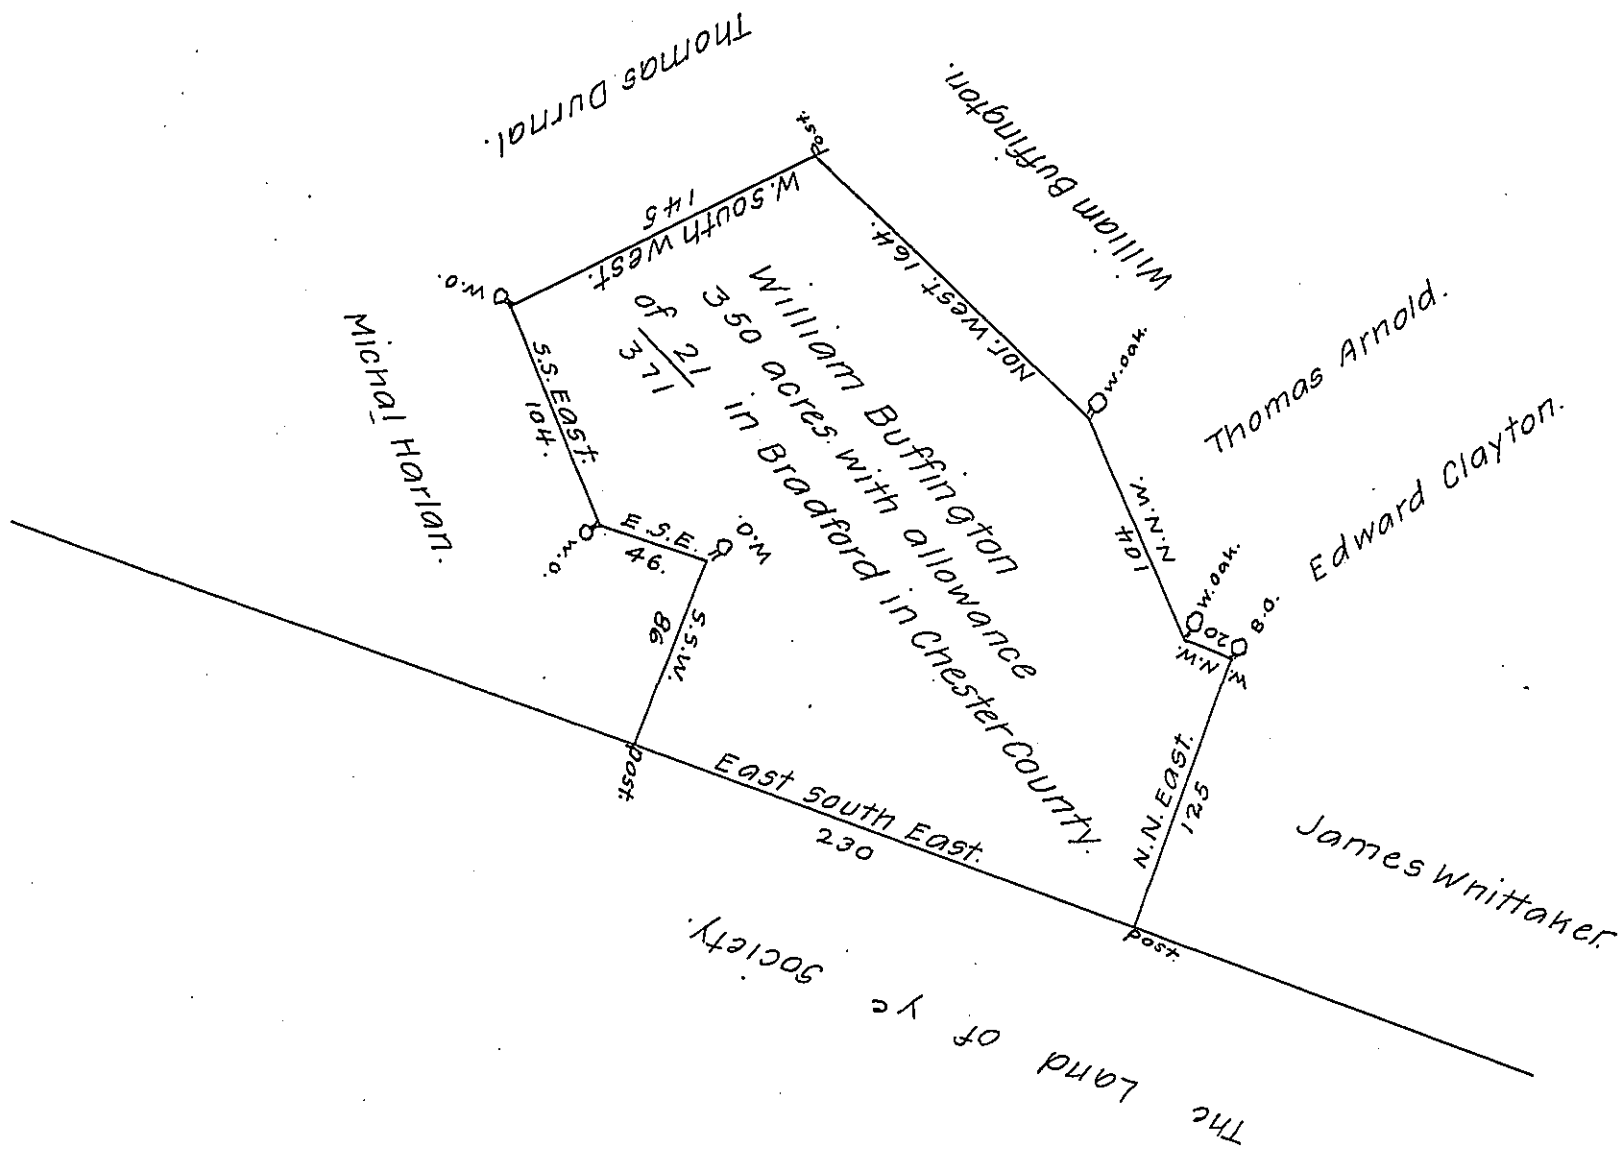 Thomas Durnal.
William Buffington.
Post.
W. South West.
145
Nor. West. 164.
W.O.
W.oak.
Michal Harlan.
S.S. East.
104.
William Buffington
350 acres with allowance
of 21
371
in Bradford in Chester County.
Thomas Arnold.
Edward Clayton.
N.N.W.
104
W.O.
E.S.E.
46.
W.O.
W.oak.
20
W.N.W.
B.O.
S.S.W.
86
post.
East South East.
230
N.N. East.
125
James Whittaker.
post.
The Land of ye Society.